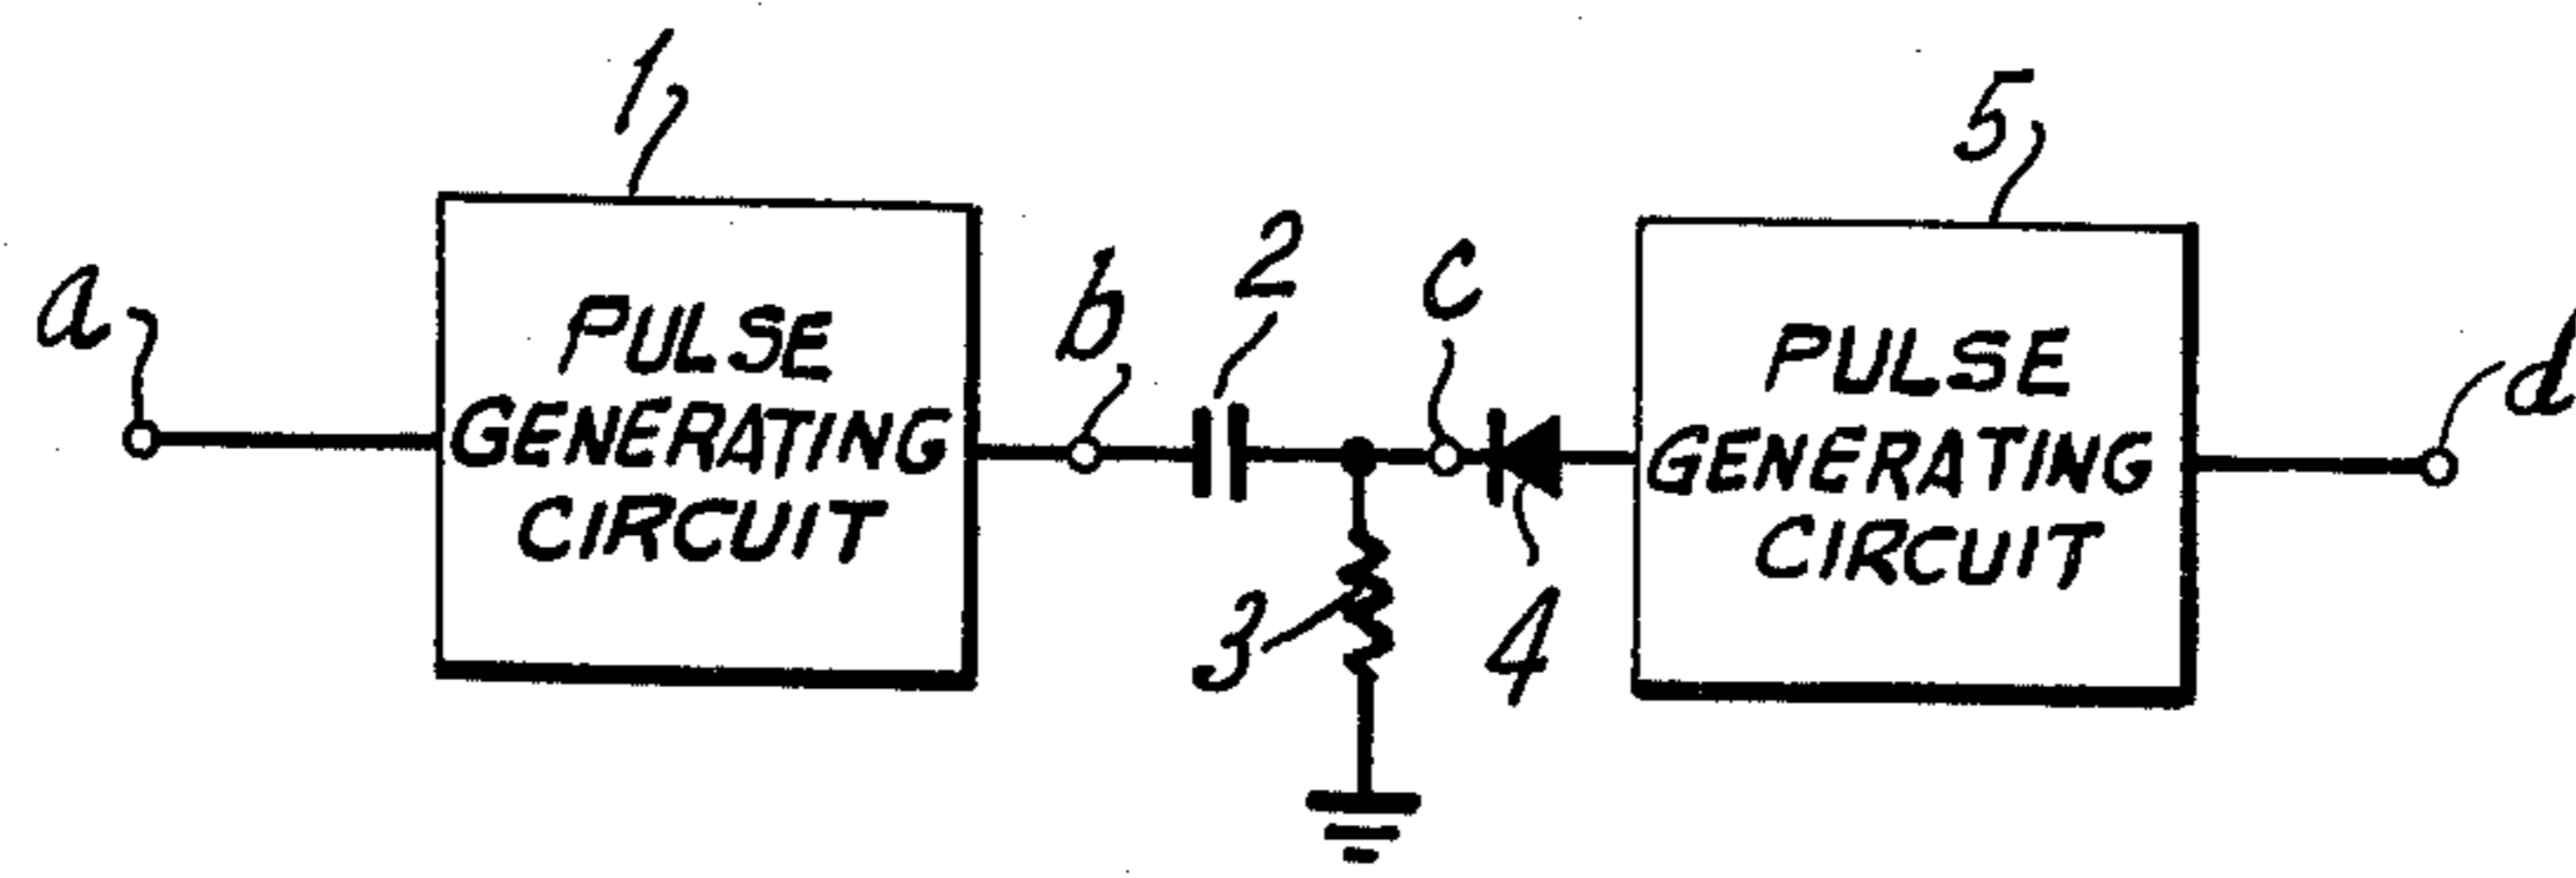 1
5
2
c
a
b
d
PULSE
GENERATING
CIRCUIT
PULSE
GENERATING
CIRCUIT
3
4